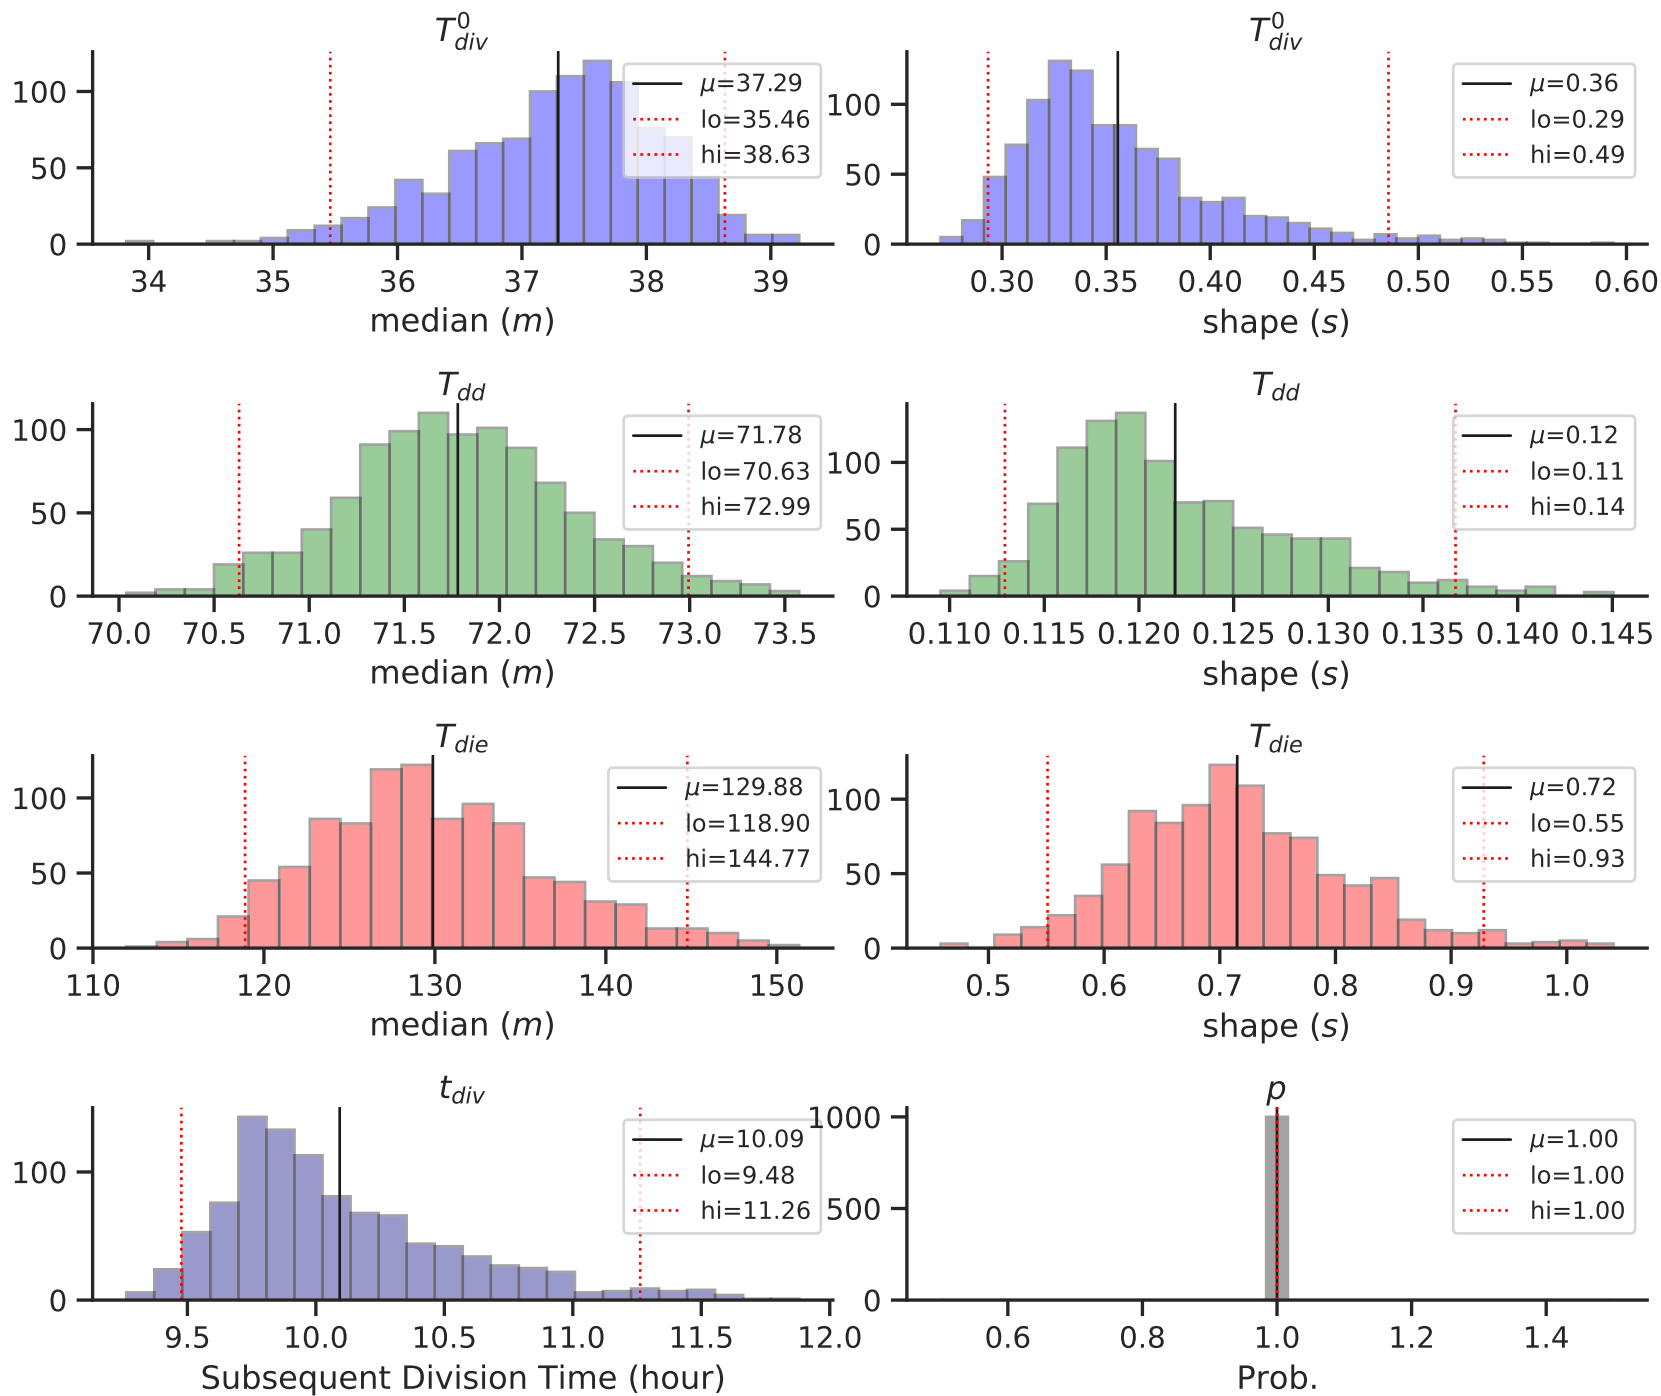 T⁰div
T⁰div
100
50
0
μ=37.29
lo=35.46
hi=38.63
34 35 36 37 38 39
median (m)
100
50
0
μ=0.36
lo=0.29
hi=0.49
0.30 0.35 0.40 0.45 0.50 0.55 0.60
shape (s)
Tdd
100
50
0
μ=71.78
lo=70.63
hi=72.99
70.0 70.5 71.0 71.5 72.0 72.5 73.0 73.5
median (m)
Tdd
100
50
0
μ=0.12
lo=0.11
hi=0.14
0.110 0.115 0.120 0.125 0.130 0.135 0.140 0.145
shape (s)
Tdie
100
50
0
μ=129.88
lo=118.90
hi=144.77
110 120 130 140 150
median (m)
Tdie
100
50
0
μ=0.72
lo=0.55
hi=0.93
0.5 0.6 0.7 0.8 0.9 1.0
shape (s)
tdiv
100
0
μ=10.09
lo=9.48
hi=11.26
9.5 10.0 10.5 11.0 11.5 12.0
Subsequent Division Time (hour)
p
1000
500
0
μ=1.00
lo=1.00
hi=1.00
0.6 0.8 1.0 1.2 1.4
Prob.